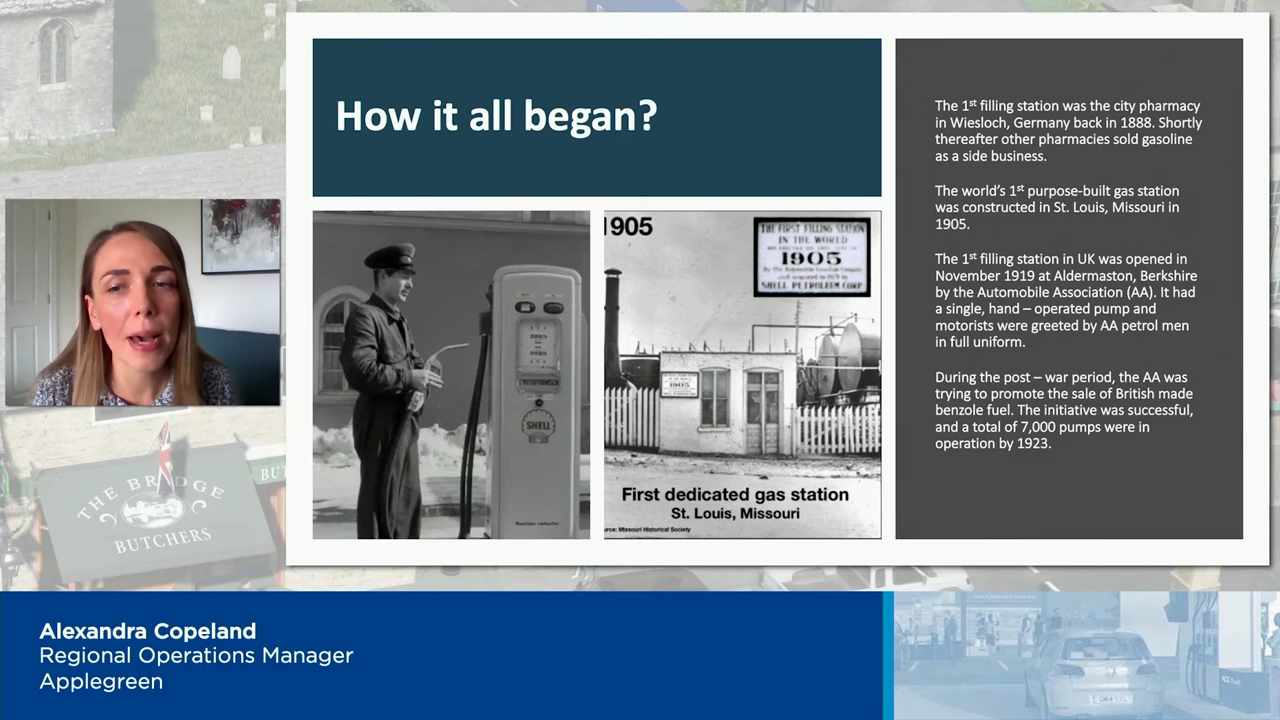 How it all began?
The 1st filling station was the city pharmacy
in Wiesloch, Germany back in 1888. Shortly
thereafter other pharmacies sold gasoline
as a side business.
The world's 1st purpose-built gas station
was constructed in St. Louis, Missouri in
1905.
The 1st filling station in UK was opened in
November 1919 at Aldermaston, Berkshire
by the Automobile Association (AA). It had
a single, hand – operated pump and
motorists were greeted by AA petrol men
in full uniform.
During the post – war period, the AA was
trying to promote the sale of British made
benzole fuel. The initiative was successful,
and a total of 7,000 pumps were in
operation by 1923.
SHELL
1905
THE FIRST FILLING STATION
IN THE WORLD
1905
SHELL PETROLEUM CORP
1905
First dedicated gas station
St. Louis, Missouri
urce: Missouri Historical Society
THE BRIDGE
BUTCHERS
BUT
Alexandra Copeland
Regional Operations Manager
Applegreen